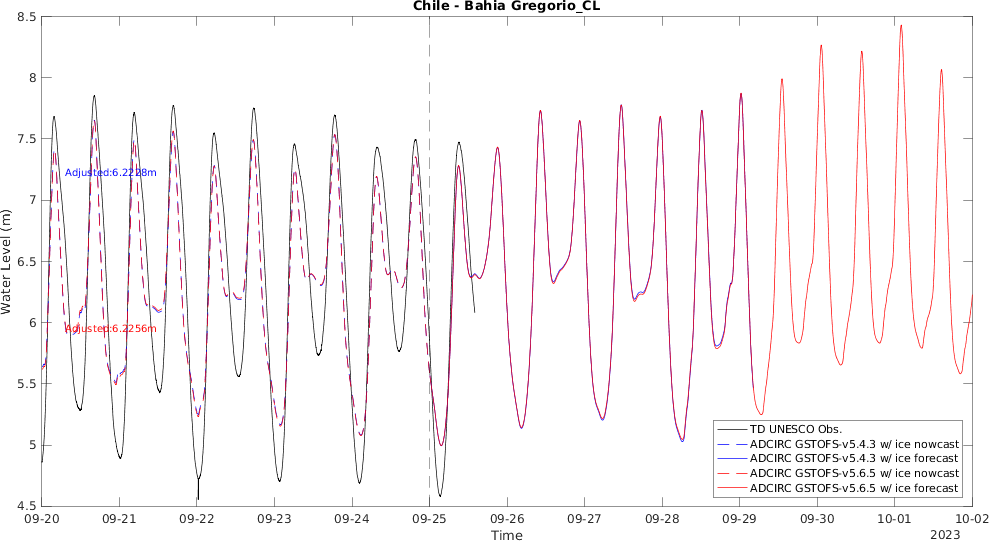 Chile - Bahia Gregorio_CL
8.5
8
7.5
7
6.5
6
5.5
5
4.5
Water Level (m)
Adjusted:6.2228m
Adjusted:6.2256m
TD UNESCO Obs.
ADCIRC GSTOFS-v5.4.3 w/ ice nowcast
ADCIRC GSTOFS-v5.4.3 w/ ice forecast
ADCIRC GSTOFS-v5.6.5 w/ ice nowcast
ADCIRC GSTOFS-v5.6.5 w/ ice forecast
09-20 09-21 09-22 09-23 09-24 09-25 09-26 09-27 09-28 09-29 09-30 10-01 10-02
Time
2023